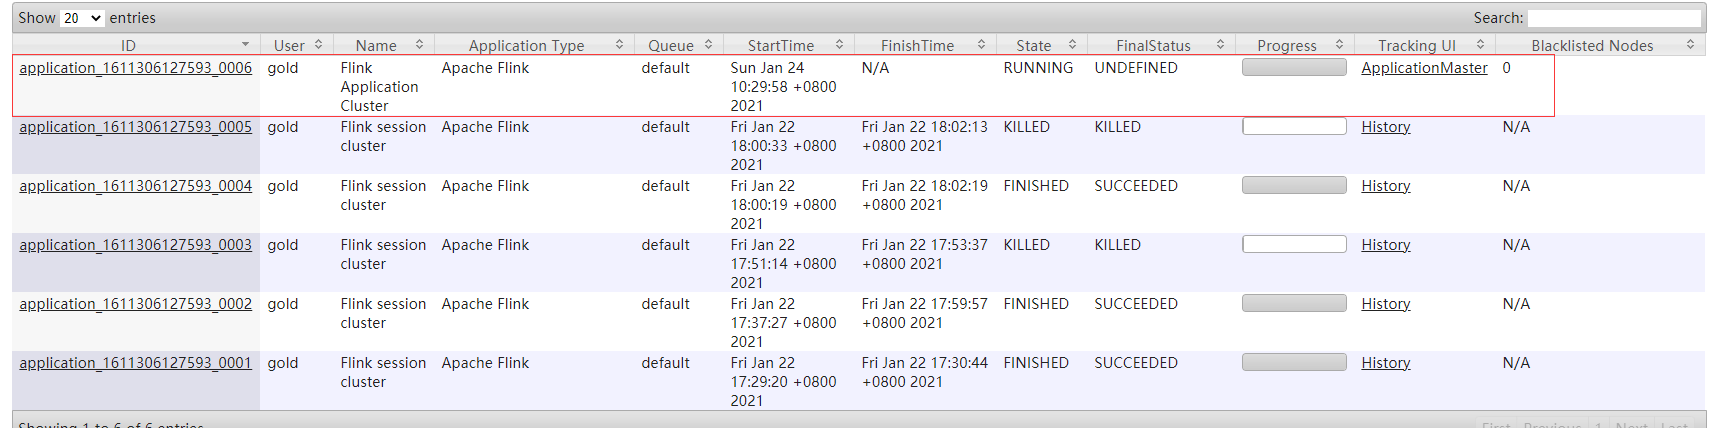 Show 20 entries Search:
ID User Name Application Type Queue StartTime FinishTime State FinalStatus Progress Tracking UI Blacklisted Nodes
application_1611306127593_0006 gold Flink Apache Flink default Sun Jan 24 N/A RUNNING UNDEFINED ApplicationMaster 0
Application 10:29:58 +0800
Cluster 2021
application_1611306127593_0005 gold Flink session Apache Flink default Fri Jan 22 Fri Jan 22 18:02:13 KILLED KILLED History N/A
cluster 18:00:33 +0800 +0800 2021
2021
application_1611306127593_0004 gold Flink session Apache Flink default Fri Jan 22 Fri Jan 22 18:02:19 FINISHED SUCCEEDED History N/A
cluster 18:00:19 +0800 +0800 2021
2021
application_1611306127593_0003 gold Flink session Apache Flink default Fri Jan 22 Fri Jan 22 17:53:37 KILLED KILLED History N/A
cluster 17:51:14 +0800 +0800 2021
2021
application_1611306127593_0002 gold Flink session Apache Flink default Fri Jan 22 Fri Jan 22 17:59:57 FINISHED SUCCEEDED History N/A
cluster 17:37:27 +0800 +0800 2021
2021
application_1611306127593_0001 gold Flink session Apache Flink default Fri Jan 22 Fri Jan 22 17:30:44 FINISHED SUCCEEDED History N/A
cluster 17:29:20 +0800 +0800 2021
2021
Showing 1 to 6 of 6 entries First Previous 1 Next Last